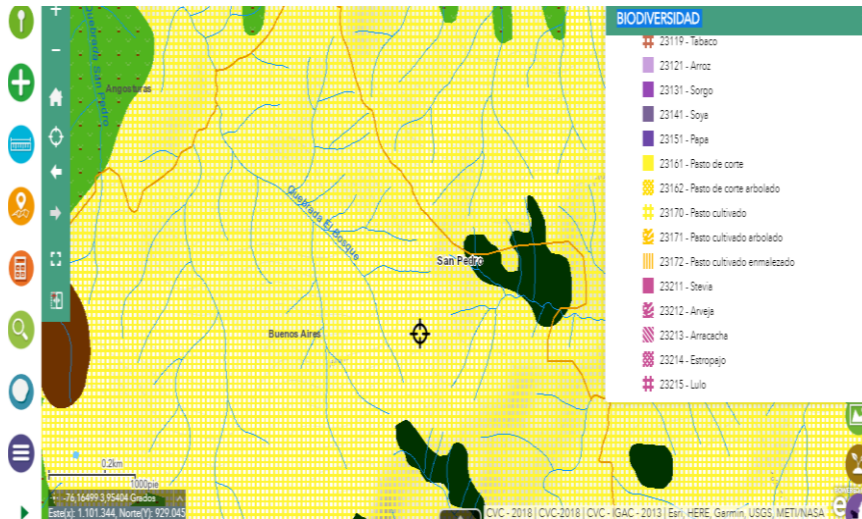 BIODIVERSIDAD
23119 - Tabaco
23121 - Arroz
23131 - Sorgo
23141 - Soya
23151 - Papa
23161 - Pasto de corte
23162 - Pasto de corte arbolado
23170 - Pasto cultivado
23171 - Pasto cultivado arbolado
23172 - Pasto cultivado enmalezado
23211 - Stevia
23212 - Arveja
23213 - Arracacha
23214 - Estropajo
23215 - Lulo
Quebrada San Pedro
Angosturas
Quebrada El Bosque
San Pedro
Buenos Aires
0.2km
1000pie
-76,16499 3,95404 Grados
Este(x): 1.101.344, Norte(Y): 929.045
CVC - 2018 | CVC-2018 | CVC - IGAC - 2013 | Esri, HERE, Garmin, USGS, METI/NASA